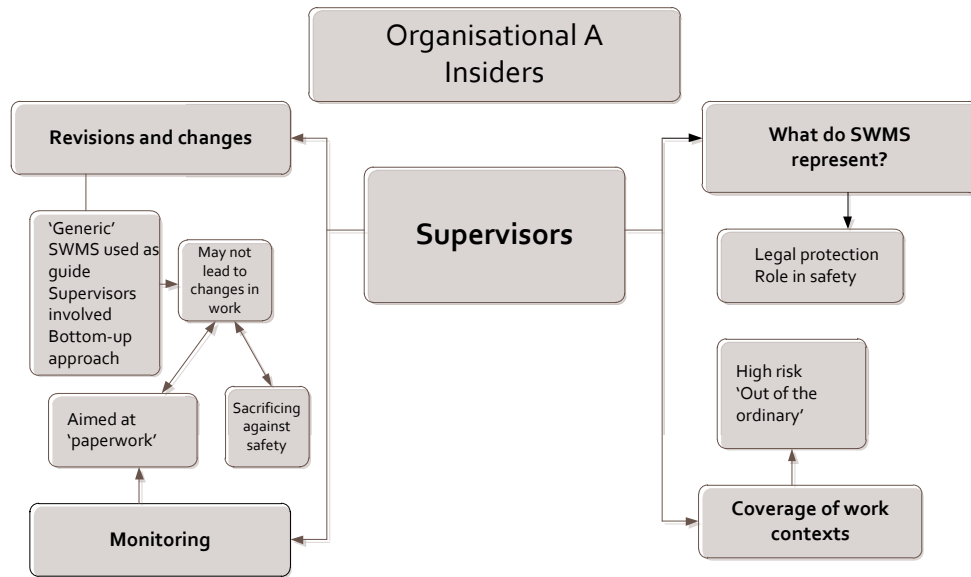 Organisational A
Insiders
Revisions and changes
What do SWMS
represent?
Supervisors
'Generic'
SWMS used as
guide
Supervisors
involved
Bottom-up
approach
May not
lead to
changes in
work
Legal protection
Role in safety
High risk
'Out of the
ordinary'
Aimed at
'paperwork'
Sacrificing
against
safety
Monitoring
Coverage of work
contexts